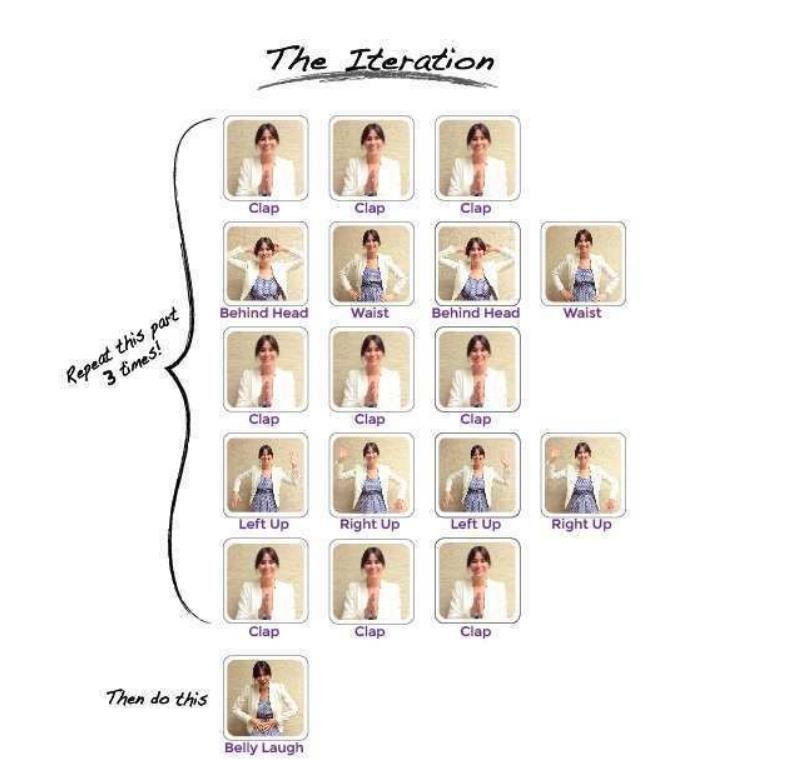 The Iteration
Clap Clap Clap
Behind Head Waist Behind Head Waist
Repeat this part
3 times!
Clap Clap Clap
Left Up Right Up Left Up Right Up
Clap Clap Clap
Then do this
Belly Laugh